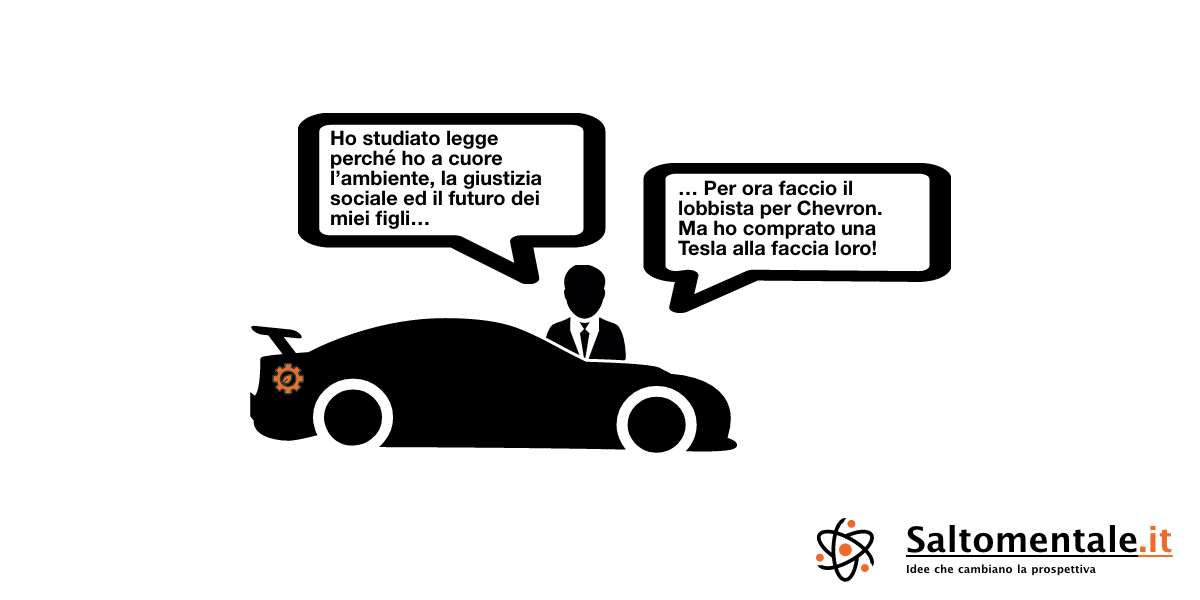 Ho studiato legge
perché ho a cuore
l'ambiente, la giustizia
sociale ed il futuro dei
miei figli...
... Per ora faccio il
lobbista per Chevron.
Ma ho comprato una
Tesla alla faccia loro!
Saltomentale.it
Idee che cambiano la prospettiva